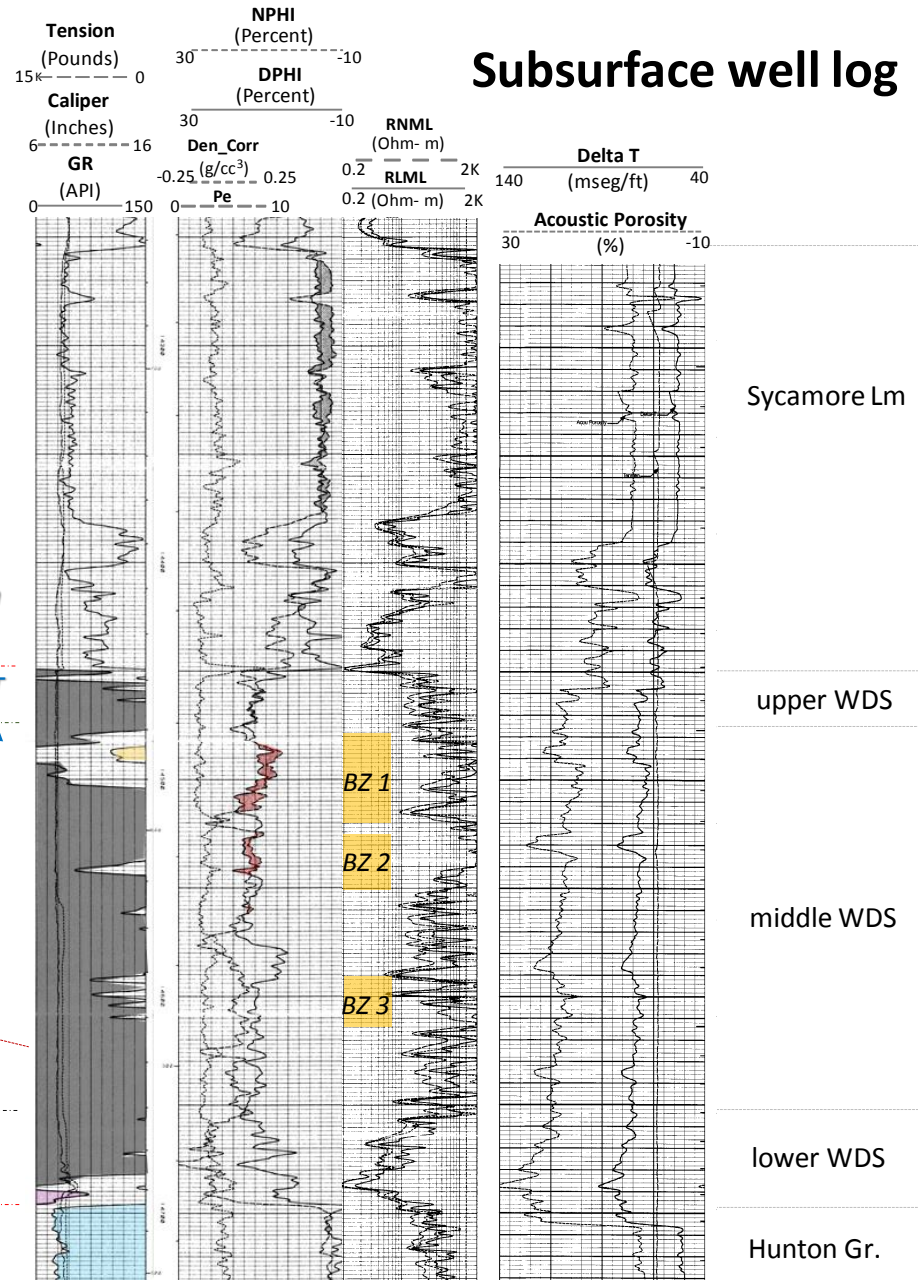 Subsurface well log
Tension
(Pounds)
15K 0
Caliper
(Inches)
6 16
GR
(API)
0 150
NPHI
(Percent)
30 -10
DPHI
(Percent)
30 -10
Den_Corr
(g/cc³)
-0.25 0.25
Pe
0 10
RNML
(Ohm- m)
0.2 2K
RLML
(Ohm- m)
0.2 2K
Delta T
(mseg/ft)
140 40
Acoustic Porosity
(%)
30 -10
Sycamore Lm
upper WDS
BZ 1
BZ 2
middle WDS
BZ 3
lower WDS
Hunton Gr.